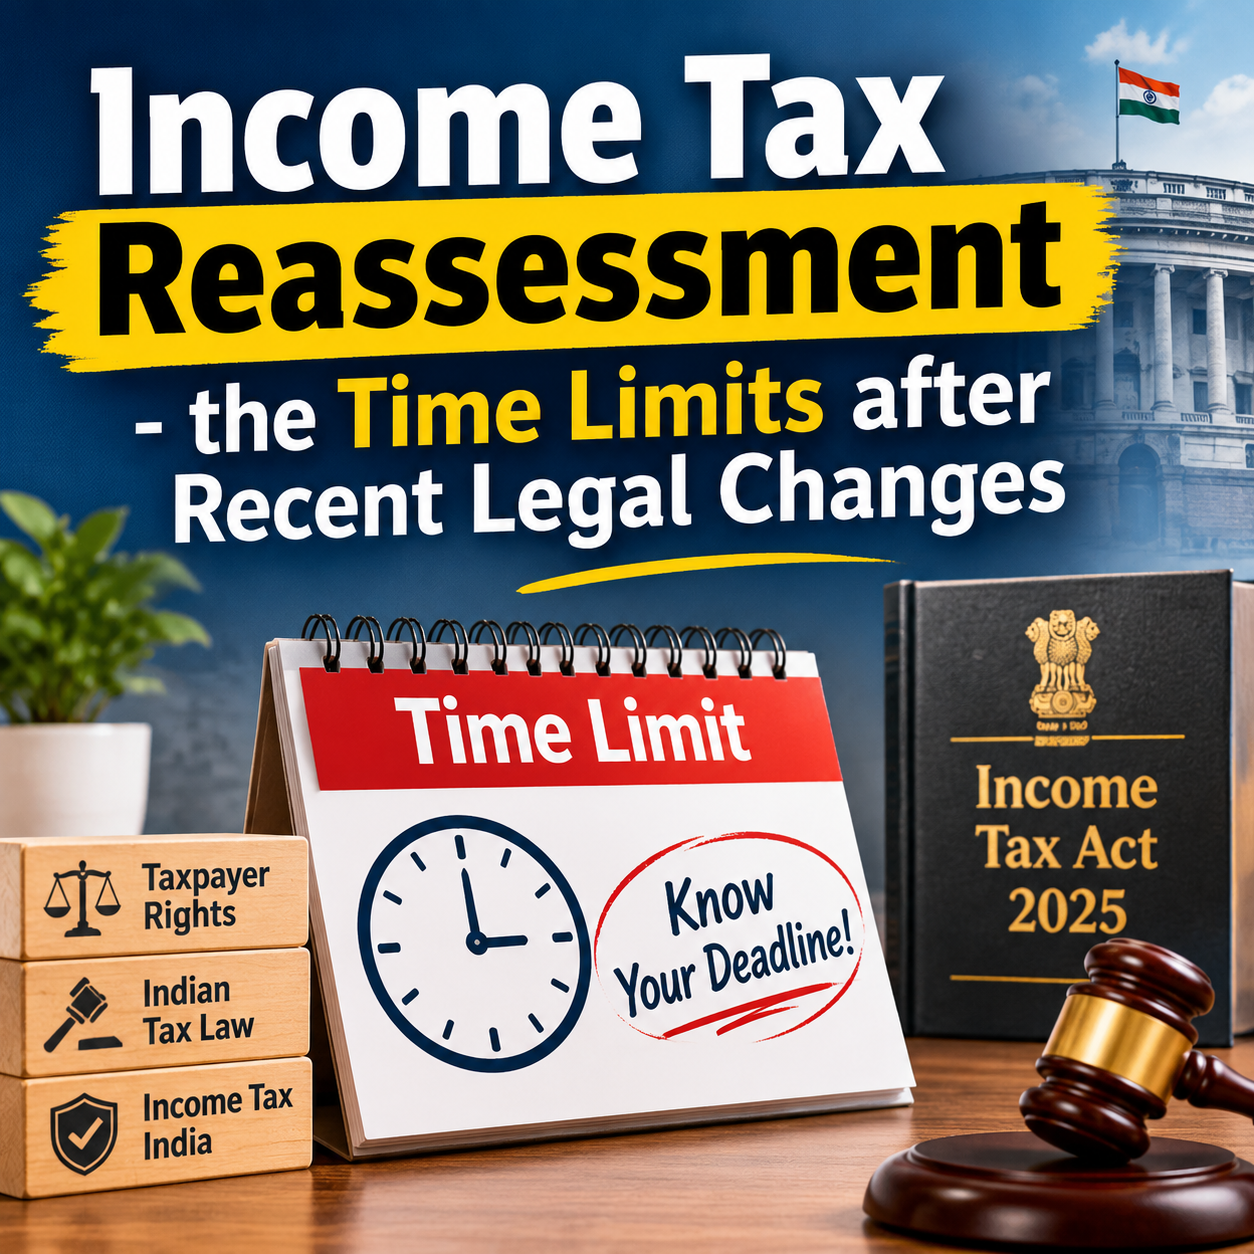 Income Tax
Reassessment
- the Time Limits after
Recent Legal Changes
Time Limit
Know
Your Deadline!
Taxpayer
Rights
Indian
Tax Law
Income Tax
India
Income
Tax Act
2025